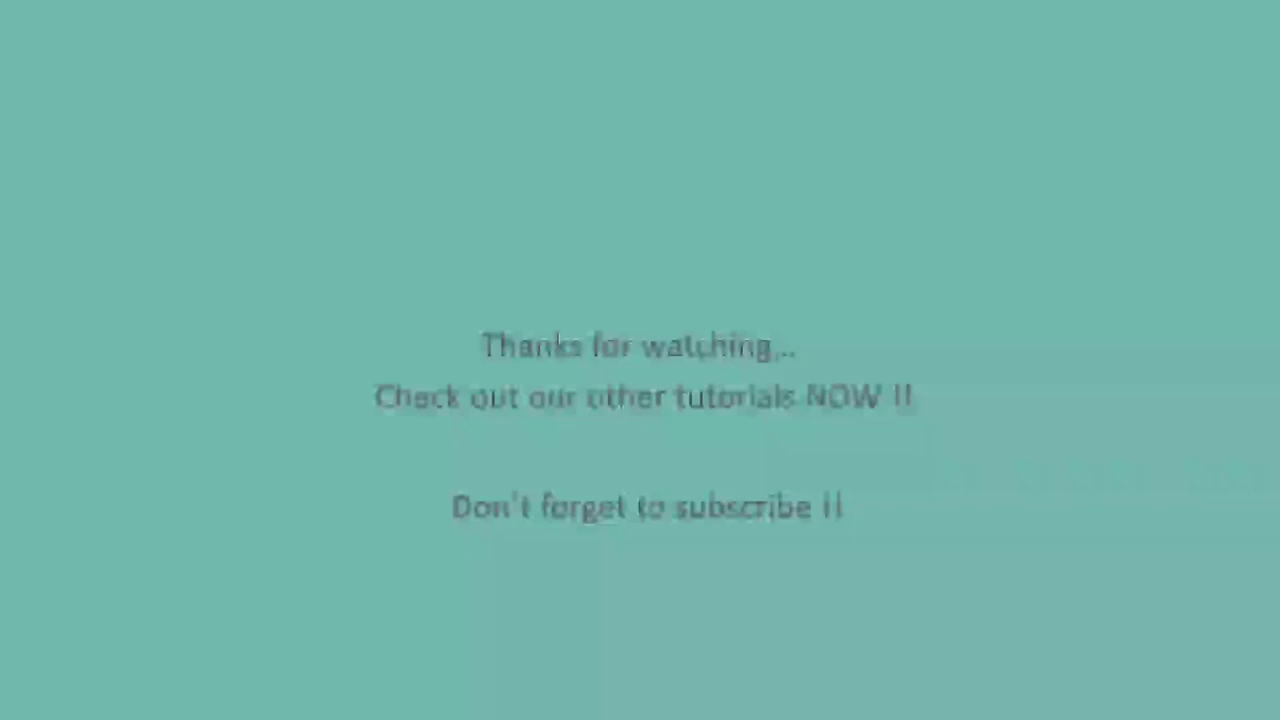 Thanks for watching...
Check out our other tutorials NOW !!
Don't forget to subscribe !!